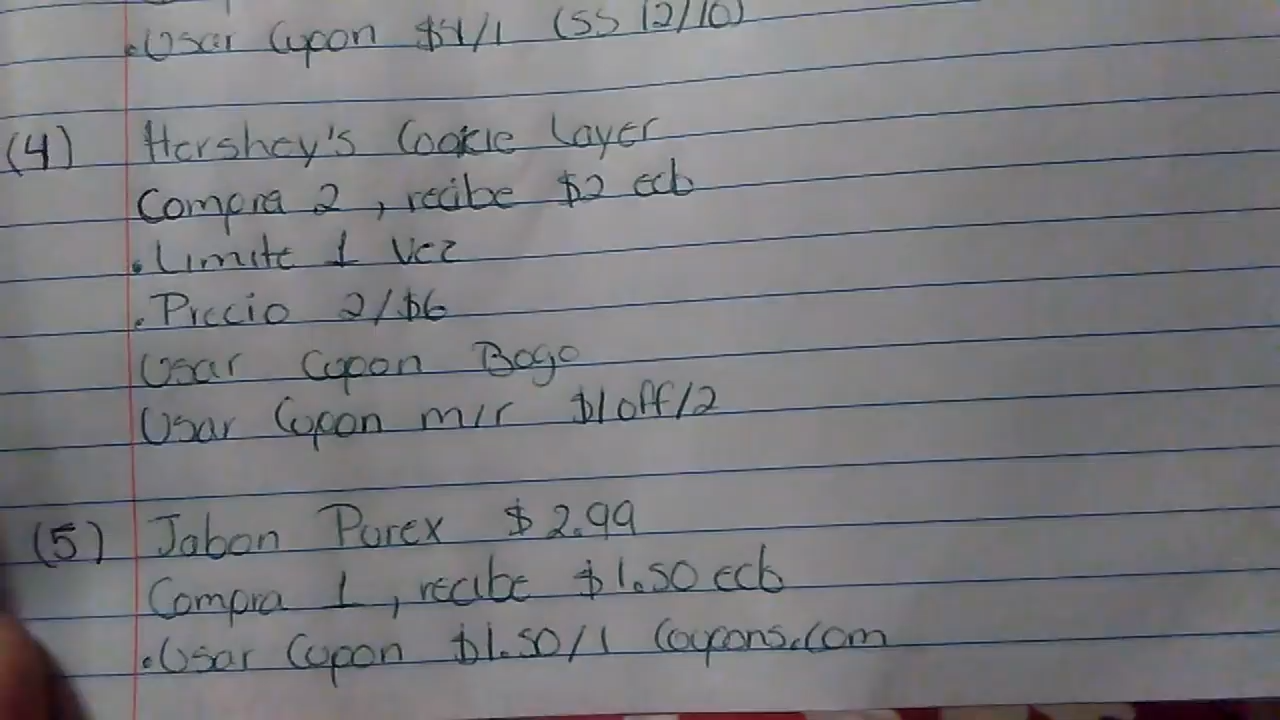 .Usar Cupon $1/1 (SS 12/10)
(4) Hershey's Cookie Layer
Compra 2, recibe $2 ecb
.Limite 1 vez
.Precio 2/$6
Usar Cupon Bogo
Usar Cupon m/r $1 off/2
(5) Jabon Purex $2.99
Compra 1, recibe $1.50 ecb
.Usar Cupon $1.50/1 Coupons.com